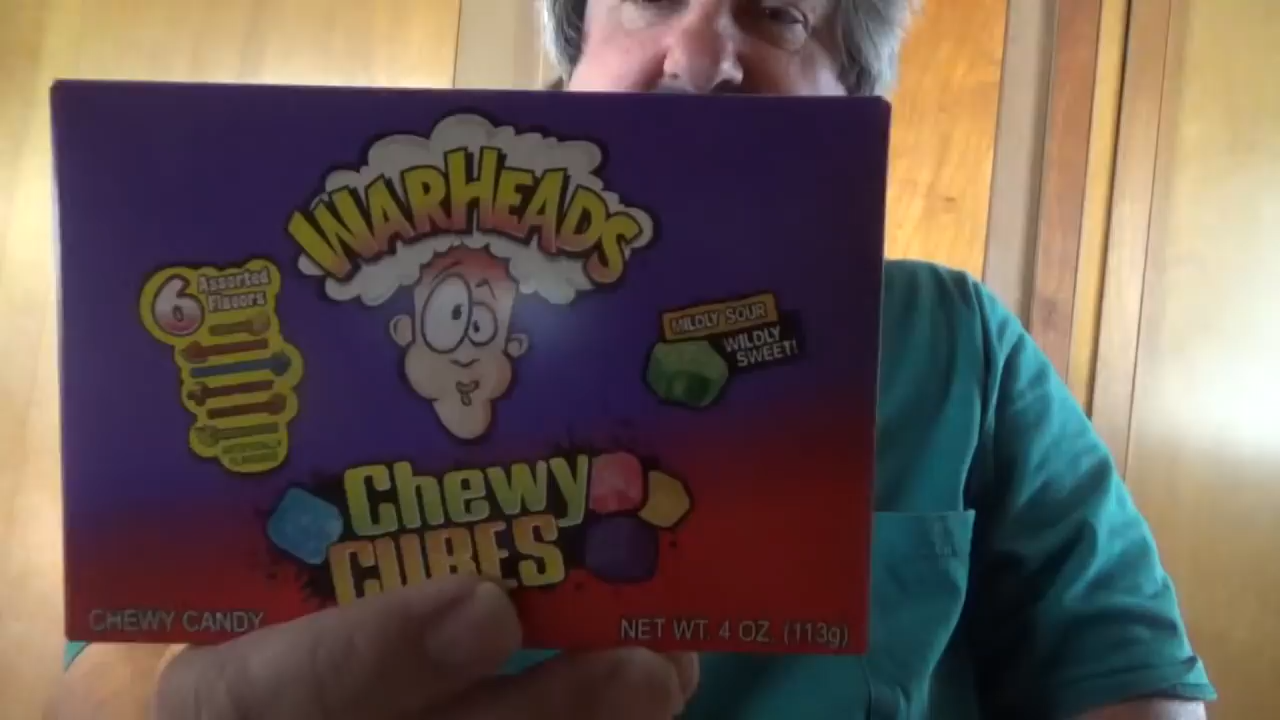 WARHEADS
6 Assorted
Flavors
MILDLY SOUR
WILDLY
SWEET!
Chewy
CUBES
CHEWY CANDY
NET WT. 4 OZ. (113g)